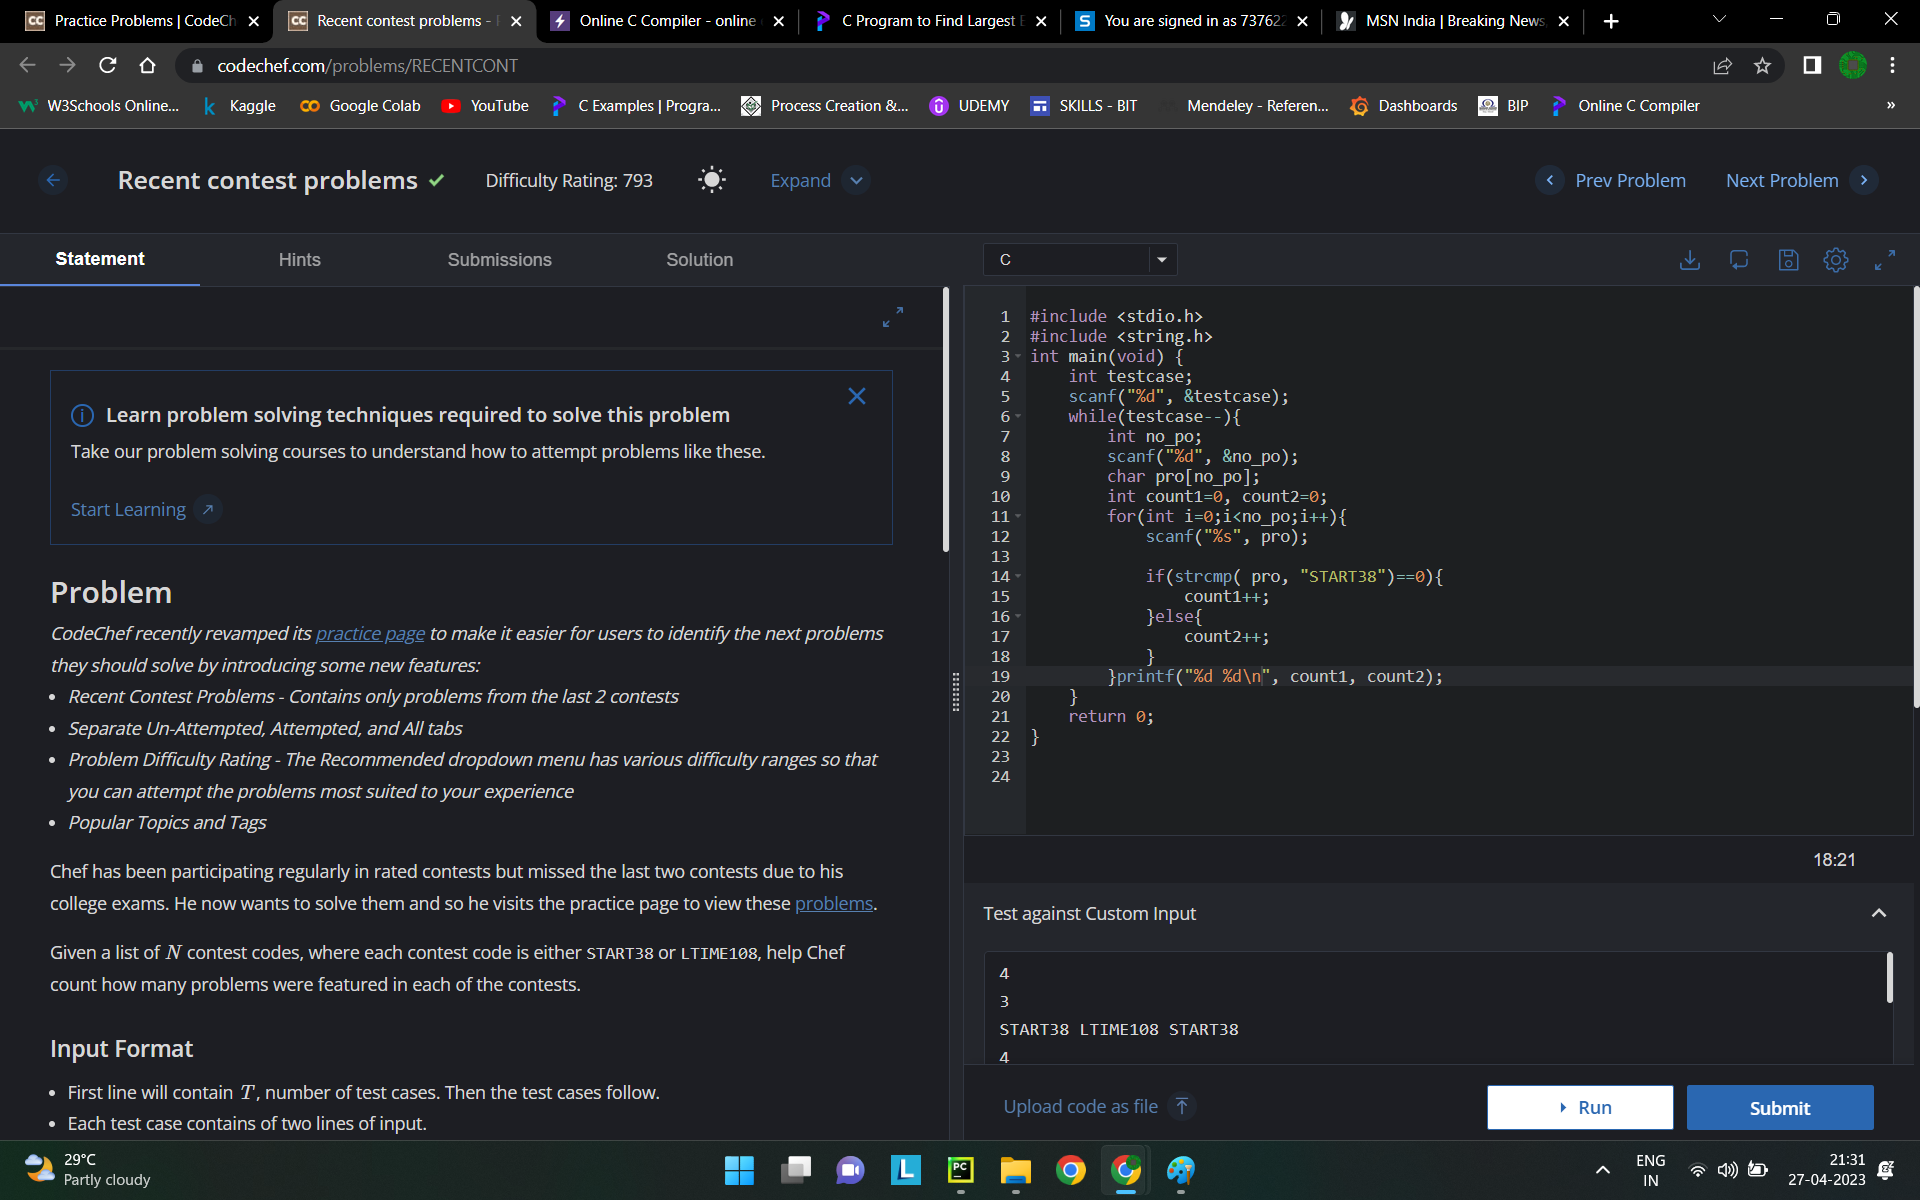 Practice Problems | CodeCh
Recent contest problems -
Online C Compiler - online
C Program to Find Largest
You are signed in as 73762
MSN India | Breaking News,
codechef.com/problems/RECENTCONT
W3Schools Online...
Kaggle
Google Colab
YouTube
C Examples | Progra...
Process Creation &...
UDEMY
SKILLS - BIT
Mendeley - Referen...
Dashboards
BIP
Online C Compiler
»
Recent contest problems
Difficulty Rating: 793
Expand
Prev Problem
Next Problem
Statement
Hints
Submissions
Solution
Learn problem solving techniques required to solve this problem
Take our problem solving courses to understand how to attempt problems like these.
Start Learning
Problem
CodeChef recently revamped its practice page to make it easier for users to identify the next problems
they should solve by introducing some new features:
• Recent Contest Problems - Contains only problems from the last 2 contests
• Separate Un-Attempted, Attempted, and All tabs
• Problem Difficulty Rating - The Recommended dropdown menu has various difficulty ranges so that
you can attempt the problems most suited to your experience
• Popular Topics and Tags
Chef has been participating regularly in rated contests but missed the last two contests due to his
college exams. He now wants to solve them and so he visits the practice page to view these problems.
Given a list of N contest codes, where each contest code is either START38 or LTIME108, help Chef
count how many problems were featured in each of the contests.
Input Format
• First line will contain T, number of test cases. Then the test cases follow.
• Each test case contains of two lines of input.
C
1 #include <stdio.h>
2 #include <string.h>
3 int main(void) {
4 int testcase;
5 scanf("%d", &testcase);
6 while(testcase--){
7 int no_po;
8 scanf("%d", &no_po);
9 char pro[no_po];
10 int count1=0, count2=0;
11 for(int i=0;i<no_po;i++){
12 scanf("%s", pro);
13
14 if(strcmp( pro, "START38")==0){
15 count1++;
16 }else{
17 count2++;
18 }
19 }printf("%d %d\n", count1, count2);
20 }
21 return 0;
22 }
23
24
18:21
Test against Custom Input
4
3
START38 LTIME108 START38
4
Upload code as file
Run
Submit
29°C
Partly cloudy
ENG
IN
21:31
27-04-2023